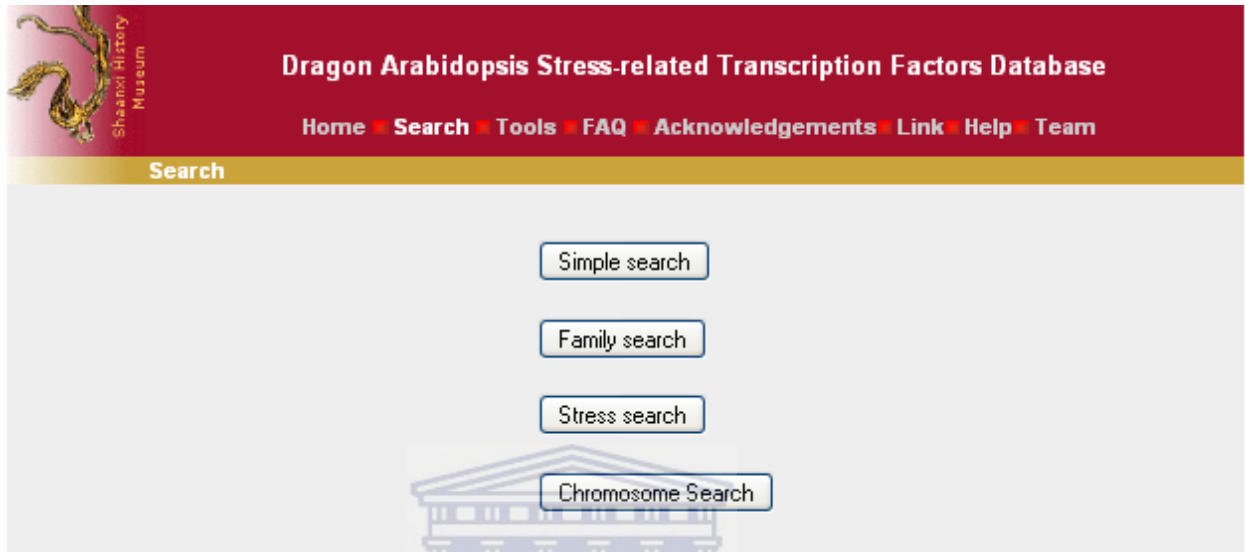 Shaanxi History
Museum
Dragon Arabidopsis Stress-related Transcription Factors Database
Home Search Tools FAQ Acknowledgements Link Help Team
Search
Simple search
Family search
Stress search
Chromosome Search